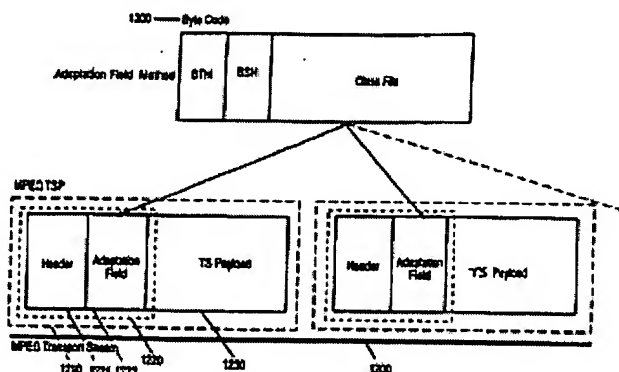 1300 Byte Code
Adaptation Field Method
BTH BSH Class File
MPEG TSP
Header Adaptation Field TS Payload
Header Adaptation Field TS Payload
MPEG Transport Stream
1210 1220 1230 1200